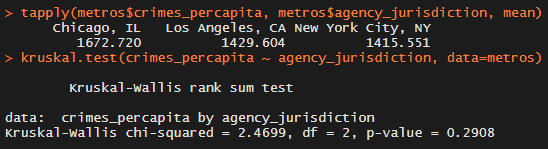 > tapply(metros$crimes_percapita, metros$agency_jurisdiction, mean)
Chicago, IL Los Angeles, CA New York City, NY
1672.720 1429.604 1415.551
> kruskal.test(crimes_percapita ~ agency_jurisdiction, data=metros)
Kruskal-Wallis rank sum test
data: crimes_percapita by agency_jurisdiction
Kruskal-Wallis chi-squared = 2.4699, df = 2, p-value = 0.2908